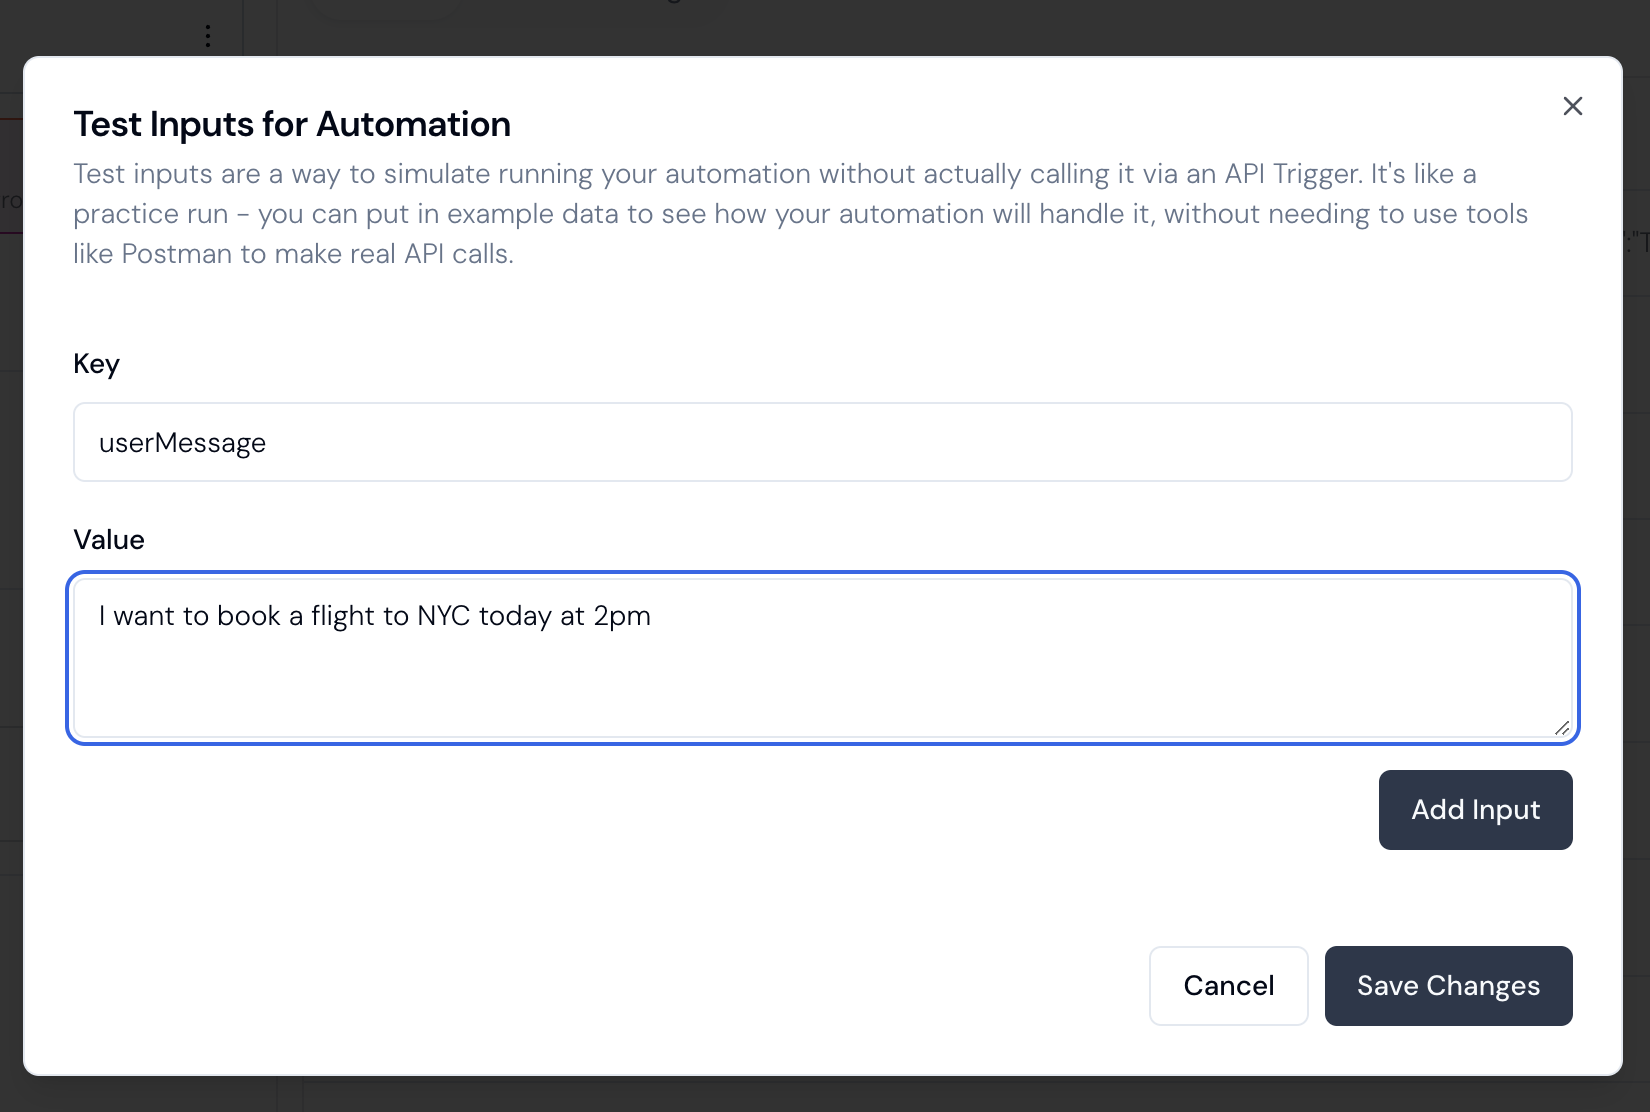 Test Inputs for Automation
Test inputs are a way to simulate running your automation without actually calling it via an API Trigger. It's like a
practice run - you can put in example data to see how your automation will handle it, without needing to use tools
like Postman to make real API calls.
Key
userMessage
Value
I want to book a flight to NYC today at 2pm
Add Input
Cancel
Save Changes